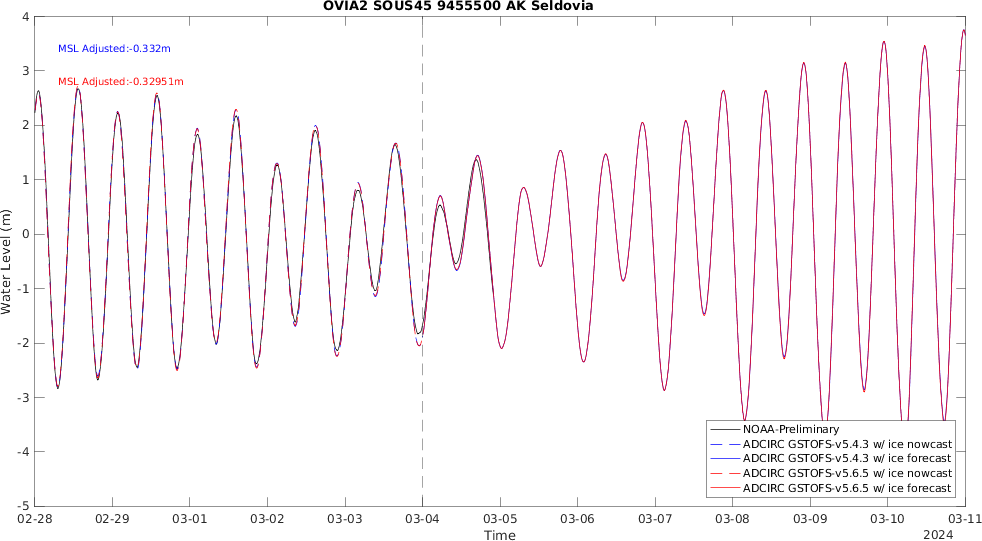 OVIA2 SOUS45 9455500 AK Seldovia
MSL Adjusted:-0.332m
MSL Adjusted:-0.32951m
4
3
2
1
0
-1
-2
-3
-4
-5
Water Level (m)
NOAA-Preliminary
ADCIRC GSTOFS-v5.4.3 w/ ice nowcast
ADCIRC GSTOFS-v5.4.3 w/ ice forecast
ADCIRC GSTOFS-v5.6.5 w/ ice nowcast
ADCIRC GSTOFS-v5.6.5 w/ ice forecast
02-28 02-29 03-01 03-02 03-03 03-04 03-05 03-06 03-07 03-08 03-09 03-10 03-11
Time
2024